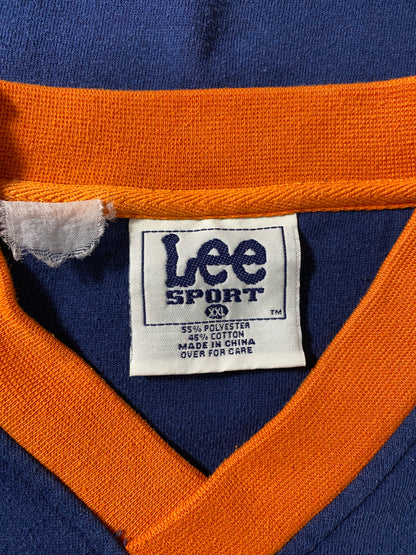 Lee
SPORT
XXL
TM
55% POLYESTER
45% COTTON
MADE IN CHINA
OVER FOR CARE